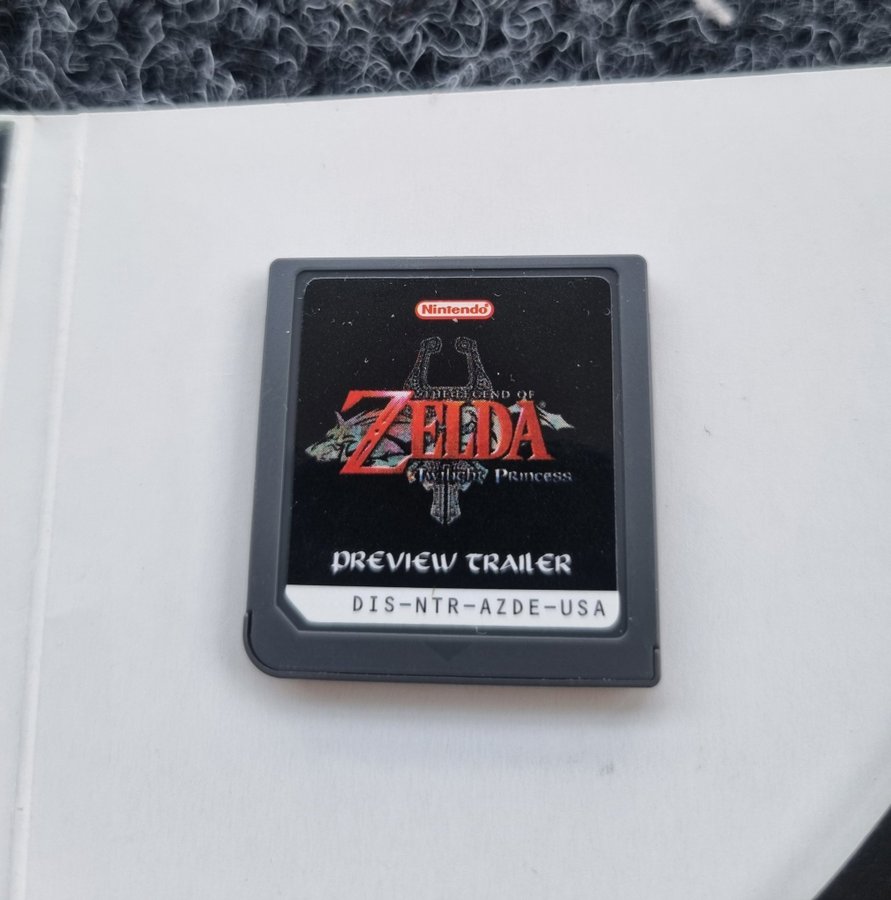 Nintendo®
THE LEGEND OF
ZELDA
Twilight Princess
PREVIEW TRAILER
DIS-NTR-AZDE-USA